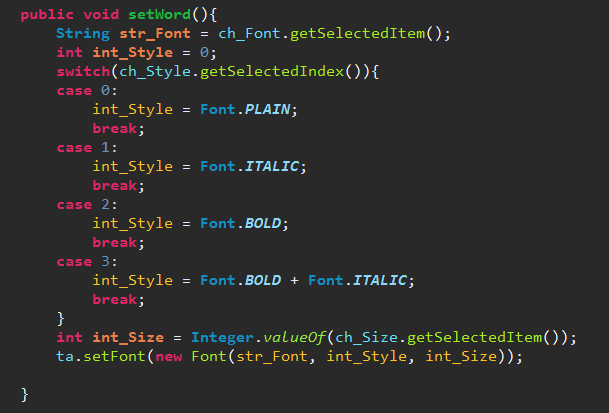 public void setWord(){
    String str_Font = ch_Font.getSelectedItem();
    int int_Style = 0;
    switch(ch_Style.getSelectedIndex()){
    case 0:
        int_Style = Font.PLAIN;
        break;
    case 1:
        int_Style = Font.ITALIC;
        break;
    case 2:
        int_Style = Font.BOLD;
        break;
    case 3:
        int_Style = Font.BOLD + Font.ITALIC;
        break;
    }
    int int_Size = Integer.valueOf(ch_Size.getSelectedItem());
    ta.setFont(new Font(str_Font, int_Style, int_Size));

}